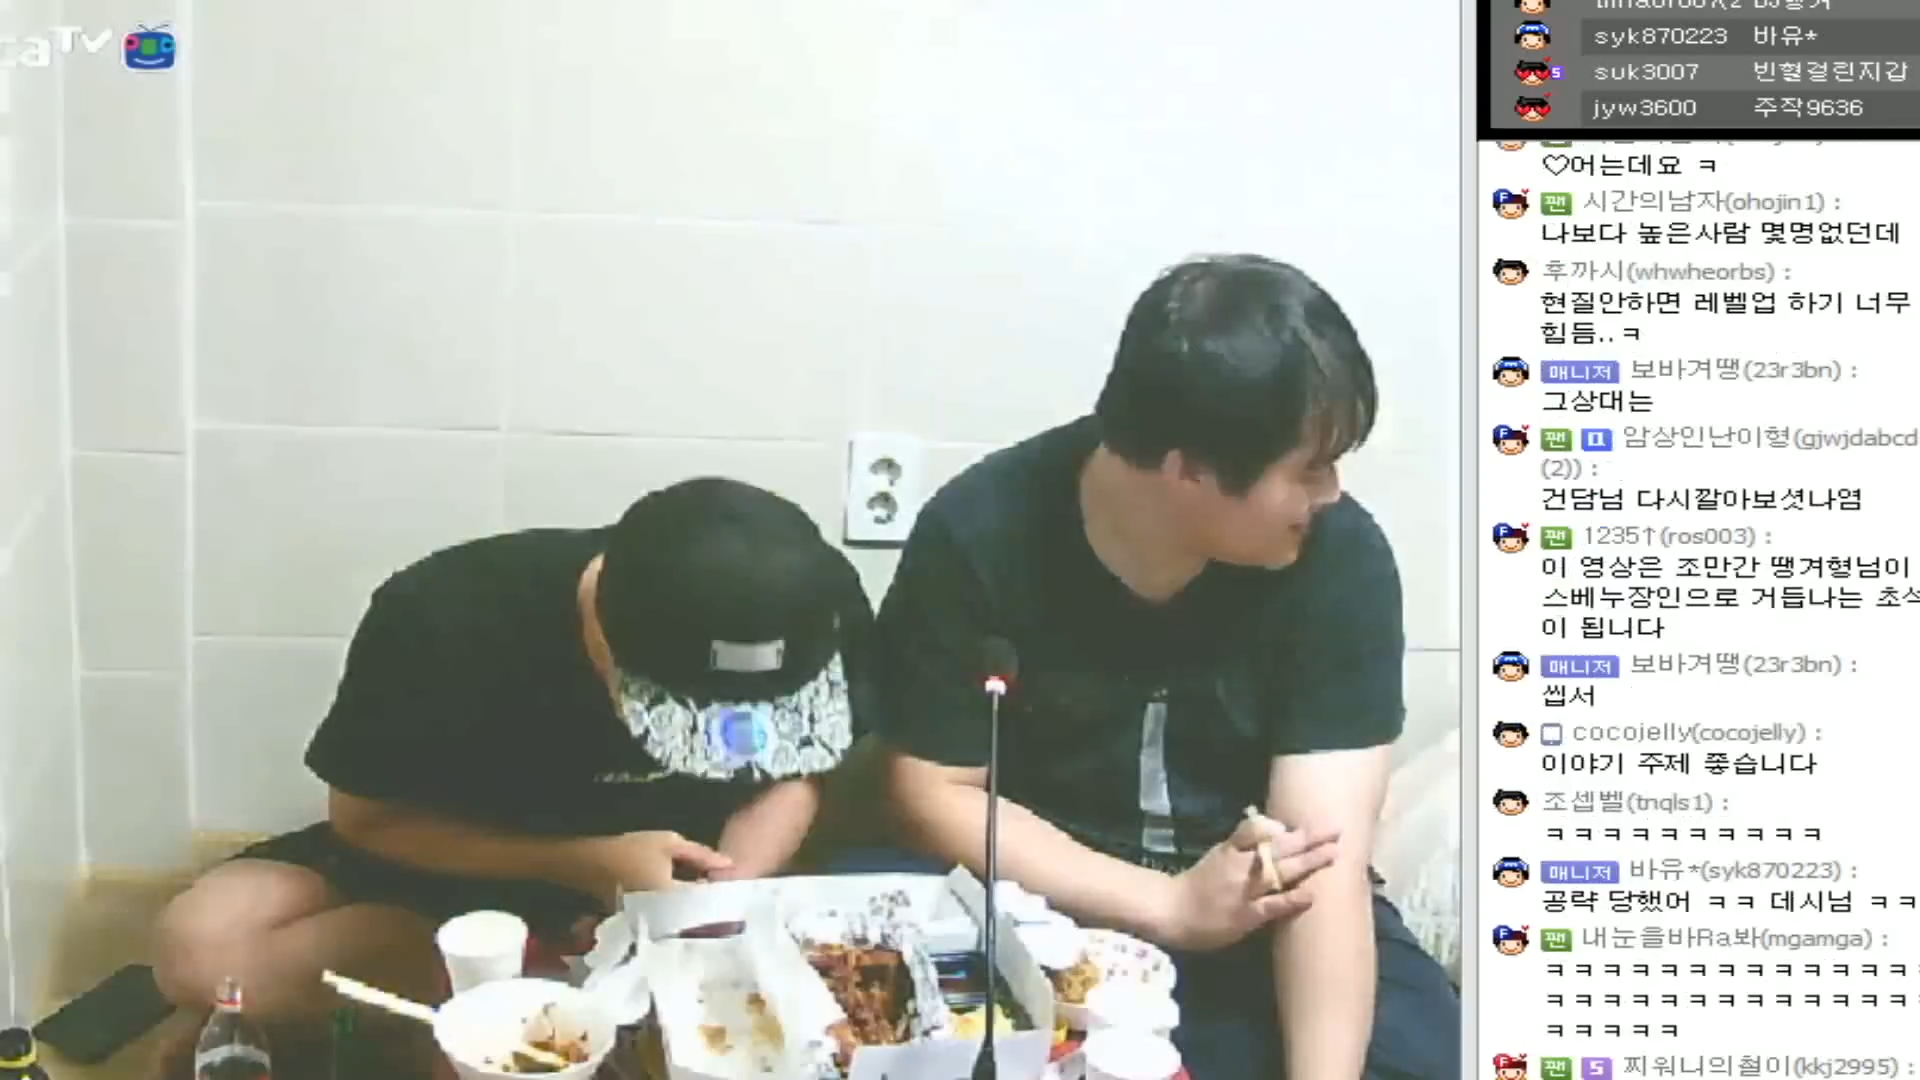 caTV
syk870223 바유*
suk3007 빈혈걸린지갑
jyw3600 주작9636
♡어는데요 ㅋ
팬 시간의남자(ohojin1) :
나보다 높은사람 몇명없던데
후까시(whwheorbs) :
현질안하면 레벨업 하기 너무
힘듬.. ㅋ
매니저 보바겨땡(23r3bn) :
그상대는
팬 암상인난이형(gjwjdabcd
(2)) :
건담님 다시깔아보셧나염
팬 1235↑(ros003) :
이 영상은 조만간 땡겨형님이
스베누장인으로 거듭나는 초석
이 됩니다
매니저 보바겨땡(23r3bn) :
씹서
cocojelly(cocojelly) :
이야기 주제 좋습니다
조셉벨(tnqls1) :
ㅋㅋㅋㅋㅋㅋㅋㅋㅋㅋ
매니저 바유*(syk870223) :
공략 당했어 ㅋㅋ 데시넘 ㅋㅋ
팬 내눈을바Ra봐(mgamga) :
ㅋㅋㅋㅋㅋㅋㅋㅋㅋㅋㅋㅋㅋ
ㅋㅋㅋㅋㅋㅋㅋㅋㅋㅋㅋㅋㅋ
ㅋㅋㅋㅋㅋ
팬 S 찌워니의철이(kkj2995) :